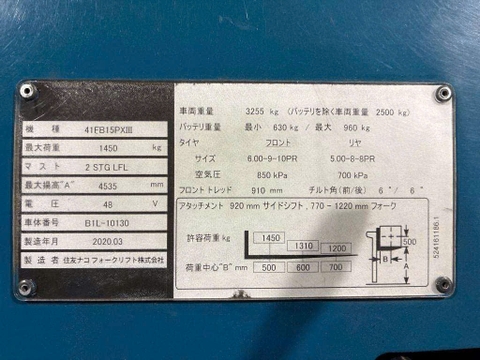 機 種 41FB15PXⅢ
最大荷重 1450 kg
マ ス ト 2 STG LFL
最大揚高"A" 4535 mm
電 圧 48 V
車体番号 B1L-10130
製造年月 2020.03
製 造 者 住友ナコ フォークリフト株式会社
車両重量 3255 kg (バッテリを除く車両重量 2500 kg)
バッテリ重量 最小 630 kg / 最大 960 kg
タイヤ フロント リヤ
サイズ 6.00-9-10PR 5.00-8-8PR
空気圧 850 kPa 700 kPa
フロント トレッド 910 mm チルト角(前/後) 6°/ 6°
アタッチメント 920 mm サイドシフト, 770 - 1220 mm フォーク
許容荷重 kg 1450 1310 1200
荷重中心"B" mm 500 600 700
500
B
A
524161186.1